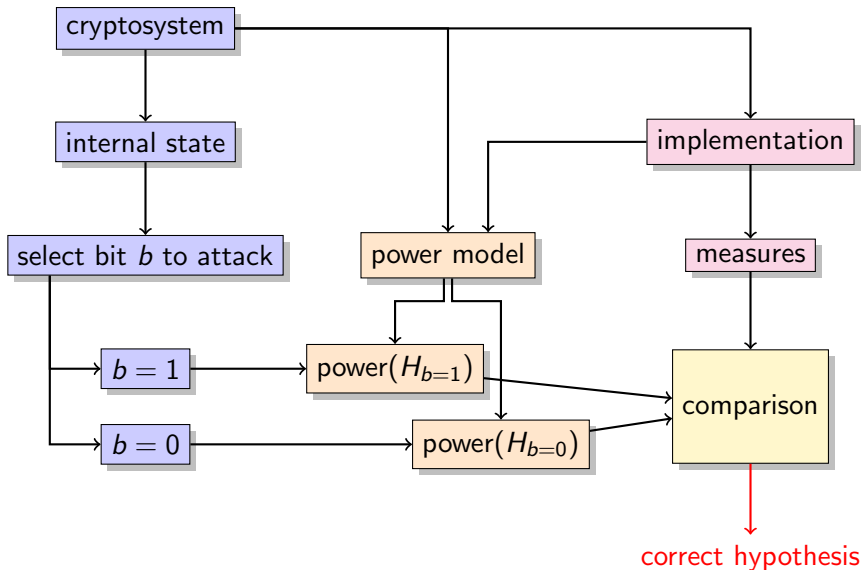 cryptosystem
internal state
implementation
select bit b to attack
power model
measures
b = 1
power(H_{b=1})
comparison
b = 0
power(H_{b=0})
correct hypothesis